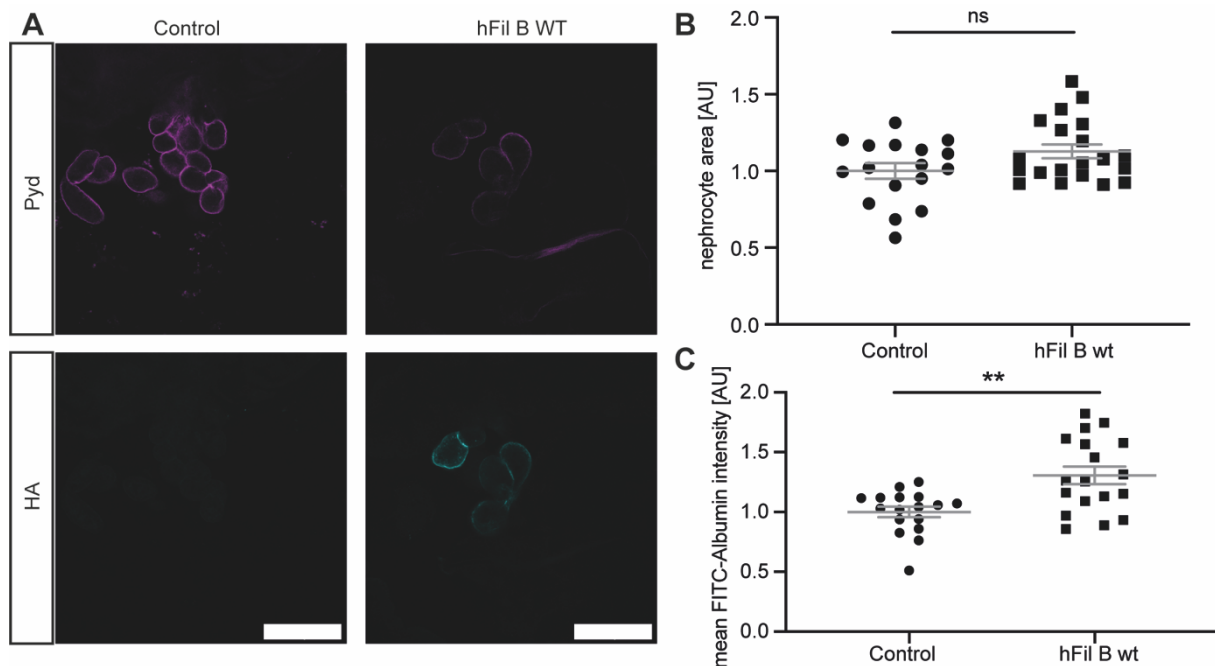 A
Control
hFil B WT
Pyd
HA
B
ns
nephrocyte area [AU]
2.0
1.5
1.0
0.5
0.0
Control
hFil B wt
C
**
mean FITC-Albumin intensity [AU]
2.0
1.5
1.0
0.5
0.0
Control
hFil B wt